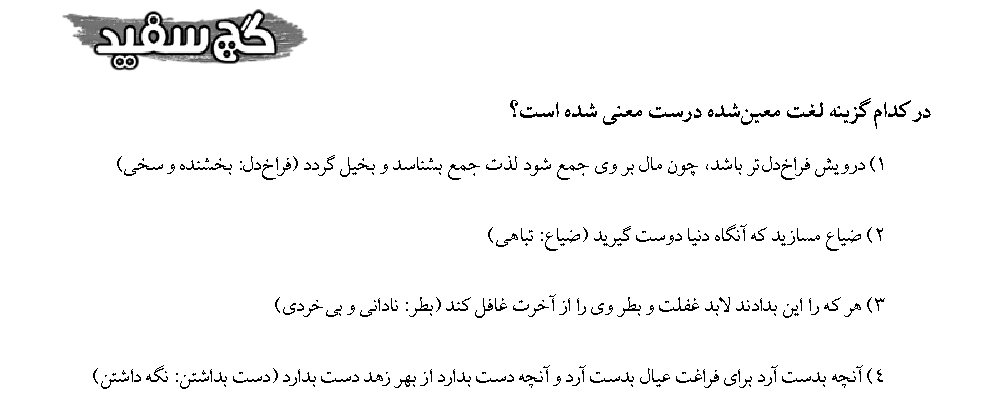 گچ سفید
در کدام گزینه لغت معین‌شده درست معنی شده است؟
۱) درویش فراخ‌دل‌تر باشد، چون مال بر وی جمع شود لذت جمع بشناسد و بخیل گردد (فراخ‌دل: بخشنده و سخی)
۲) ضیاع مسازید که آنگاه دنیا دوست گیرید (ضیاع: تباهی)
۳) هر که را این بدادند لابد غفلت و بطر وی را از آخرت غافل کند (بطر: نادانی و بی‌خردی)
٤) آنچه بدست آرد برای فراغت عیال بدست آرد و آنچه دست بدارد از بهر زهد دست بدارد (دست بداشتن: نگه داشتن)